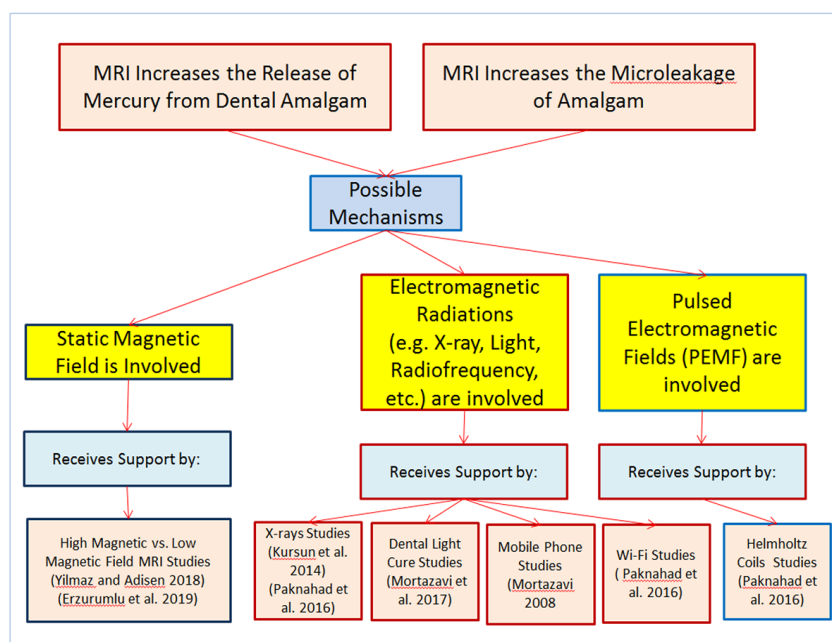 MRI Increases the Release of
Mercury from Dental Amalgam
MRI Increases the Microleakage
of Amalgam
Possible
Mechanisms
Static Magnetic
Field is Involved
Electromagnetic
Radiations
(e.g. X-ray, Light,
Radiofrequency,
etc.) are involved
Pulsed
Electromagnetic
Fields (PEMF) are
involved
Receives Support by:
Receives Support by:
Receives Support by:
High Magnetic vs. Low
Magnetic Field MRI Studies
(Yilmaz and Adisen 2018)
(Erzurumlu et al. 2019)
X-rays Studies
(Kursun et al.
2014)
(Paknahad et
al. 2016)
Dental Light
Cure Studies
(Mortazavi et
al. 2017)
Mobile Phone
Studies
(Mortazavi
2008
Wi-Fi Studies
( Paknahad et
al. 2016)
Helmholtz
Coils Studies
(Paknahad et
al. 2016)